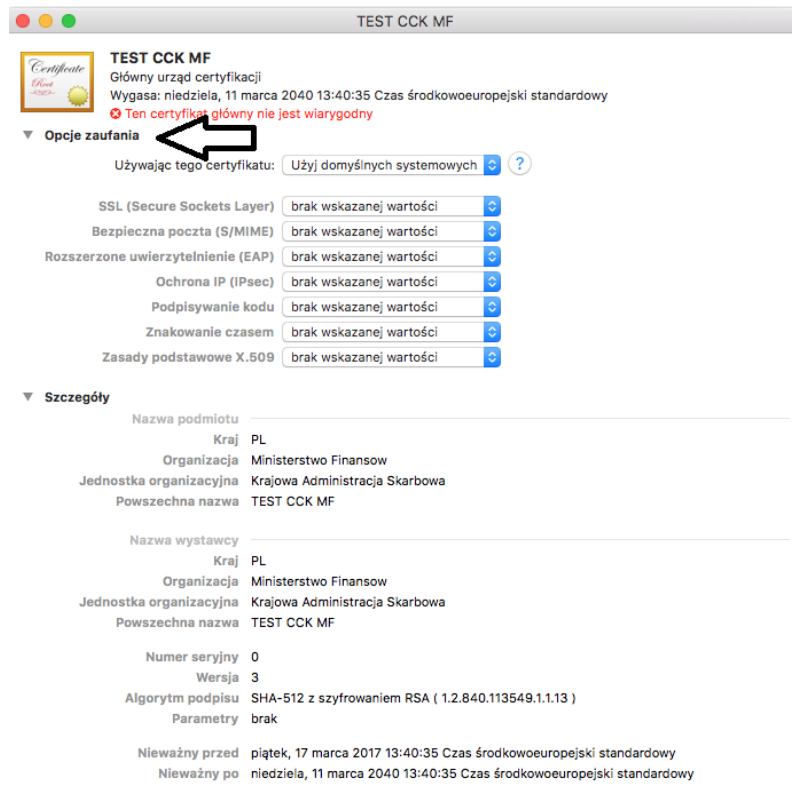 TEST CCK MF
Certificate
Root
TEST CCK MF
Główny urząd certyfikacji
Wygasa: niedziela, 11 marca 2040 13:40:35 Czas środkowoeuropejski standardowy
Ten certyfikat główny nie jest wiarygodny
Opcje zaufania
Używając tego certyfikatu: Użyj domyślnych systemowych ?
SSL (Secure Sockets Layer) brak wskazanej wartości
Bezpieczna poczta (S/MIME) brak wskazanej wartości
Rozszerzone uwierzytelnienie (EAP) brak wskazanej wartości
Ochrona IP (IPsec) brak wskazanej wartości
Podpisywanie kodu brak wskazanej wartości
Znakowanie czasem brak wskazanej wartości
Zasady podstawowe X.509 brak wskazanej wartości
Szczegóły
Nazwa podmiotu
Kraj PL
Organizacja Ministerstwo Finansow
Jednostka organizacyjna Krajowa Administracja Skarbowa
Powszechna nazwa TEST CCK MF
Nazwa wystawcy
Kraj PL
Organizacja Ministerstwo Finansow
Jednostka organizacyjna Krajowa Administracja Skarbowa
Powszechna nazwa TEST CCK MF
Numer seryjny 0
Wersja 3
Algorytm podpisu SHA-512 z szyfrowaniem RSA ( 1.2.840.113549.1.1.13 )
Parametry brak
Nieważny przed piątek, 17 marca 2017 13:40:35 Czas środkowoeuropejski standardowy
Nieważny po niedziela, 11 marca 2040 13:40:35 Czas środkowoeuropejski standardowy